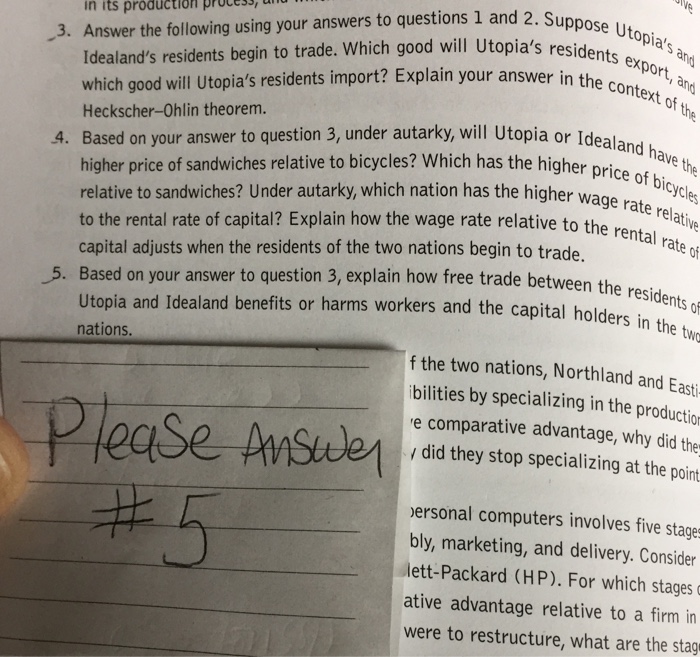 in its production process, and
3. Answer the following using your answers to questions 1 and 2. Suppose Utopia's and
Idealand's residents begin to trade. Which good will Utopia's residents export, and
which good will Utopia's residents import? Explain your answer in the context of the
Heckscher–Ohlin theorem.
4. Based on your answer to question 3, under autarky, will Utopia or Idealand have the
higher price of sandwiches relative to bicycles? Which has the higher price of bicycles
relative to sandwiches? Under autarky, which nation has the higher wage rate relative
to the rental rate of capital? Explain how the wage rate relative to the rental rate of
capital adjusts when the residents of the two nations begin to trade.
5. Based on your answer to question 3, explain how free trade between the residents of
Utopia and Idealand benefits or harms workers and the capital holders in the two
nations.
f the two nations, Northland and Easti-
ibilities by specializing in the production
e comparative advantage, why did they
did they stop specializing at the point
ersonal computers involves five stages
bly, marketing, and delivery. Consider
lett-Packard (HP). For which stages
ative advantage relative to a firm in
were to restructure, what are the stag
Please Answer
#5